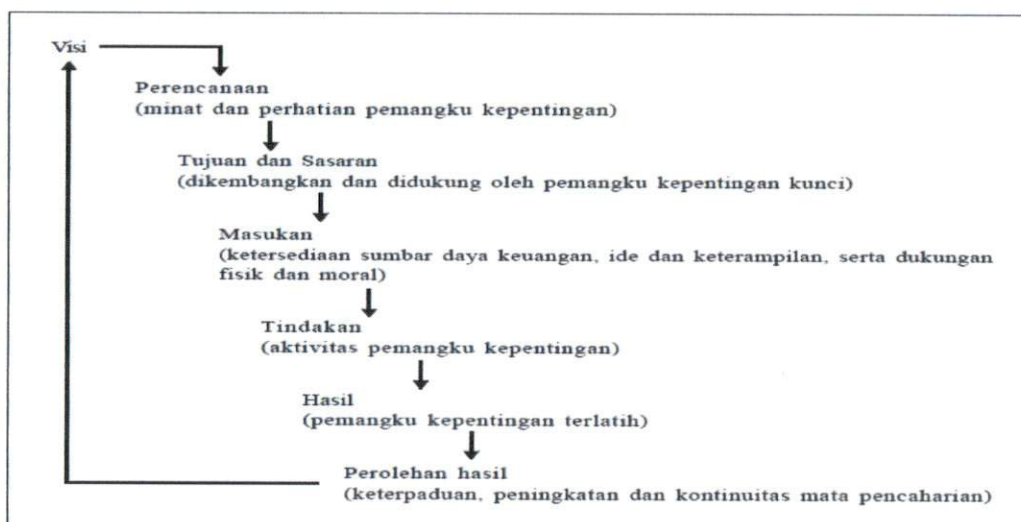 Visi
Perencanaan
(minat dan perhatian pemangku kepentingan)
Tujuan dan Sasaran
(dikembangkan dan didukung oleh pemangku kepentingan kunci)
Masukan
(ketersediaan sumbar daya keuangan, ide dan keterampilan, serta dukungan
fisik dan moral)
Tindakan
(aktivitas pemangku kepentingan)
Hasil
(pemangku kepentingan terlatih)
Perolehan hasil
(keterpaduan, peningkatan dan kontinuitas mata pencaharian)